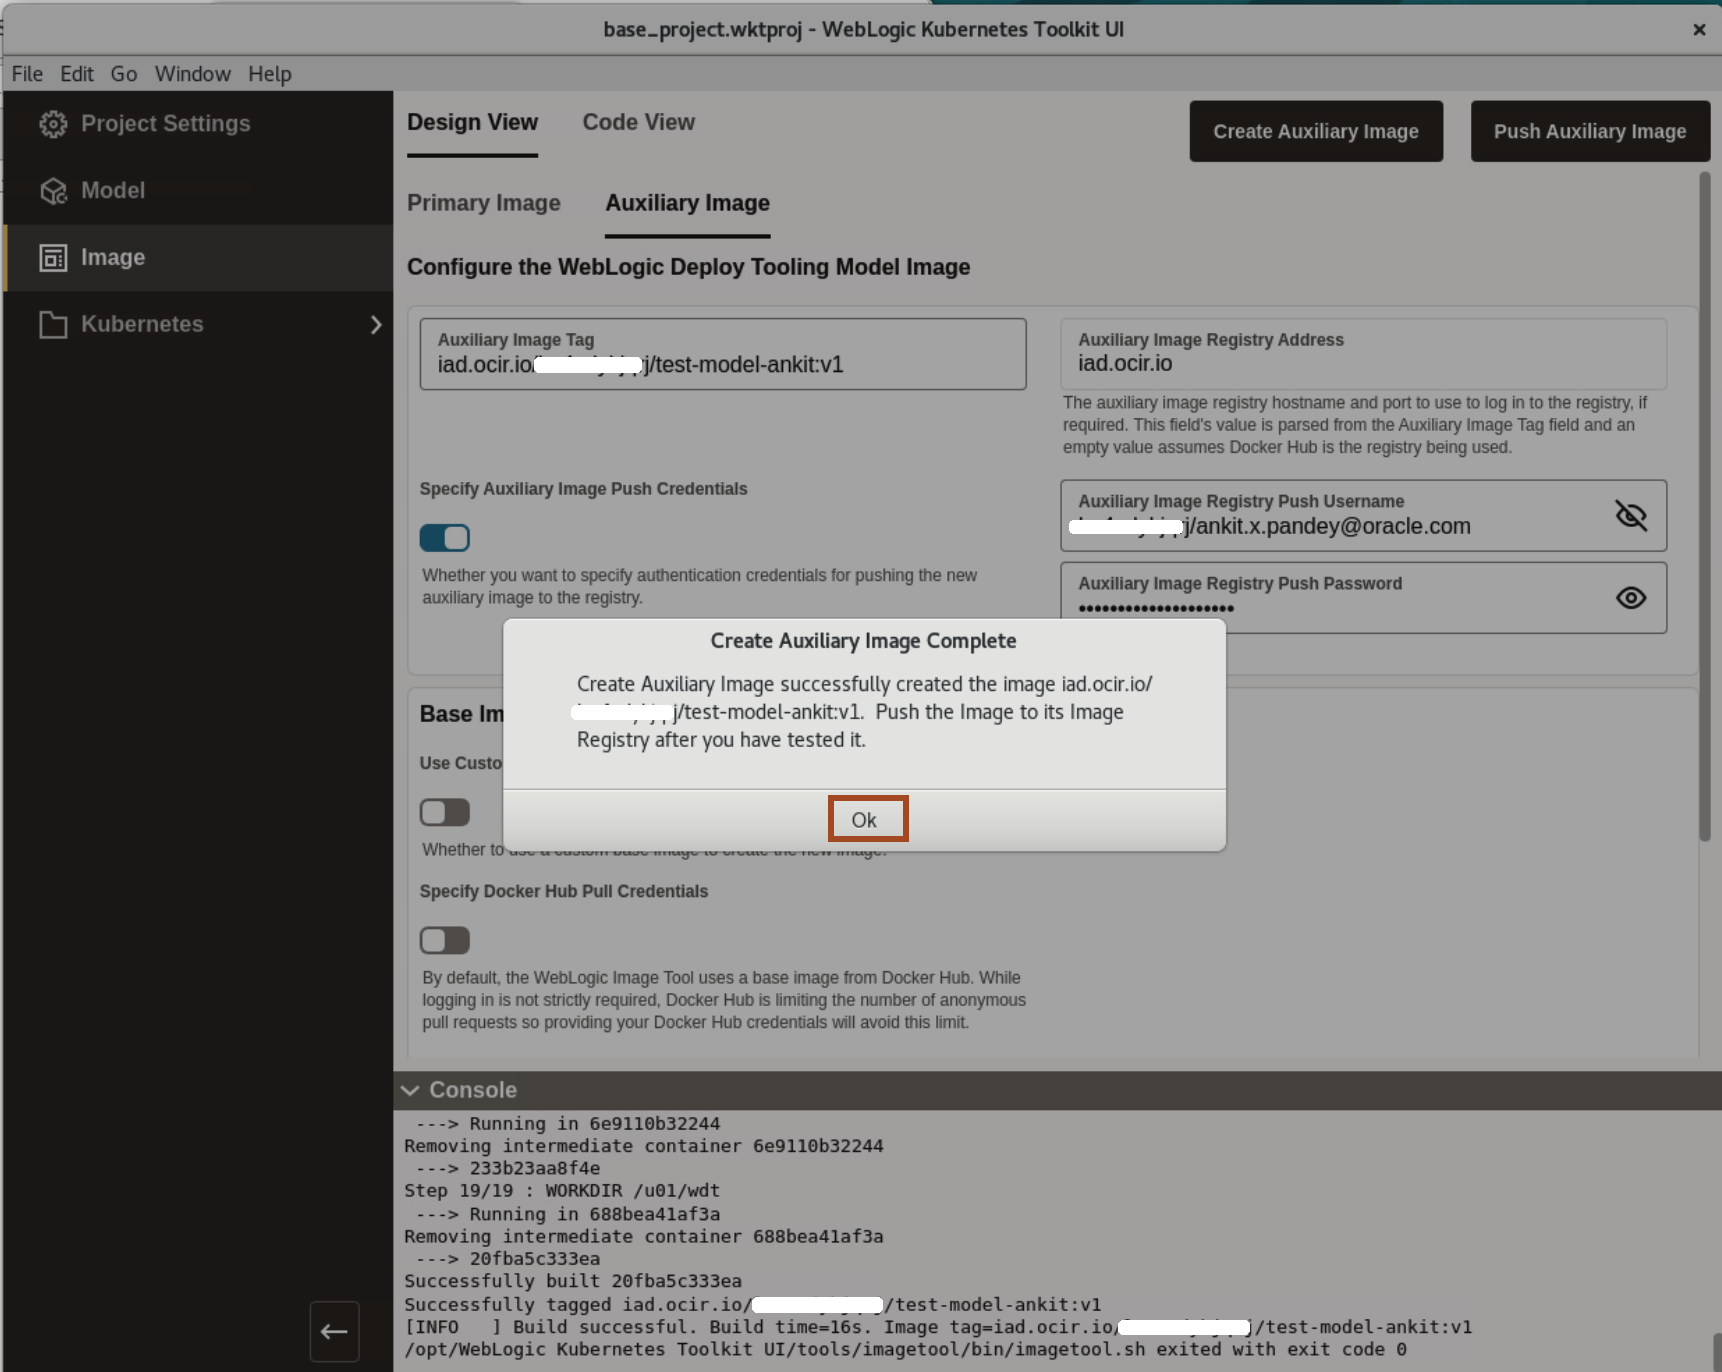 base_project.wktproj - WebLogic Kubernetes Toolkit UI
File Edit Go Window Help
Project Settings
Model
Image
Kubernetes
Design View Code View
Create Auxiliary Image
Push Auxiliary Image
Primary Image Auxiliary Image
Configure the WebLogic Deploy Tooling Model Image
Auxiliary Image Tag
iad.ocir.io/ /test-model-ankit:v1
Auxiliary Image Registry Address
iad.ocir.io
The auxiliary image registry hostname and port to use to log in to the registry, if
required. This field's value is parsed from the Auxiliary Image Tag field and an
empty value assumes Docker Hub is the registry being used.
Specify Auxiliary Image Push Credentials
Whether you want to specify authentication credentials for pushing the new
auxiliary image to the registry.
Auxiliary Image Registry Push Username
/ankit.x.pandey@oracle.com
Auxiliary Image Registry Push Password
••••••••••••••••••••
Create Auxiliary Image Complete
Create Auxiliary Image successfully created the image iad.ocir.io/
/test-model-ankit:v1. Push the Image to its Image
Registry after you have tested it.
Ok
Base Im
Use Custo
Whether to use a custom base image to create the new image.
Specify Docker Hub Pull Credentials
By default, the WebLogic Image Tool uses a base image from Docker Hub. While
logging in is not strictly required, Docker Hub is limiting the number of anonymous
pull requests so providing your Docker Hub credentials will avoid this limit.
Console
---> Running in 6e9110b32244
Removing intermediate container 6e9110b32244
---> 233b23aa8f4e
Step 19/19 : WORKDIR /u01/wdt
---> Running in 688bea41af3a
Removing intermediate container 688bea41af3a
---> 20fba5c333ea
Successfully built 20fba5c333ea
Successfully tagged iad.ocir.io/ /test-model-ankit:v1
[INFO   ] Build successful. Build time=16s. Image tag=iad.ocir.io/ /test-model-ankit:v1
/opt/WebLogic Kubernetes Toolkit UI/tools/imagetool/bin/imagetool.sh exited with exit code 0